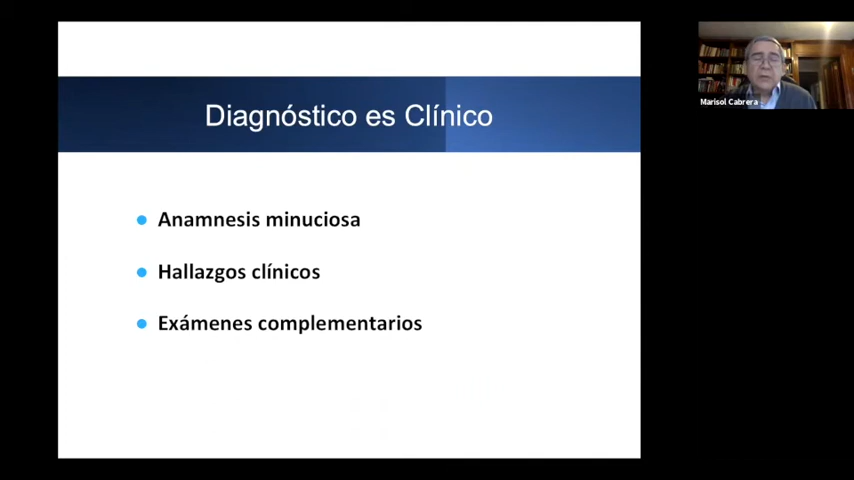 Diagnóstico es Clínico
Marisol Cabrera
Anamnesis minuciosa
Hallazgos clínicos
Exámenes complementarios